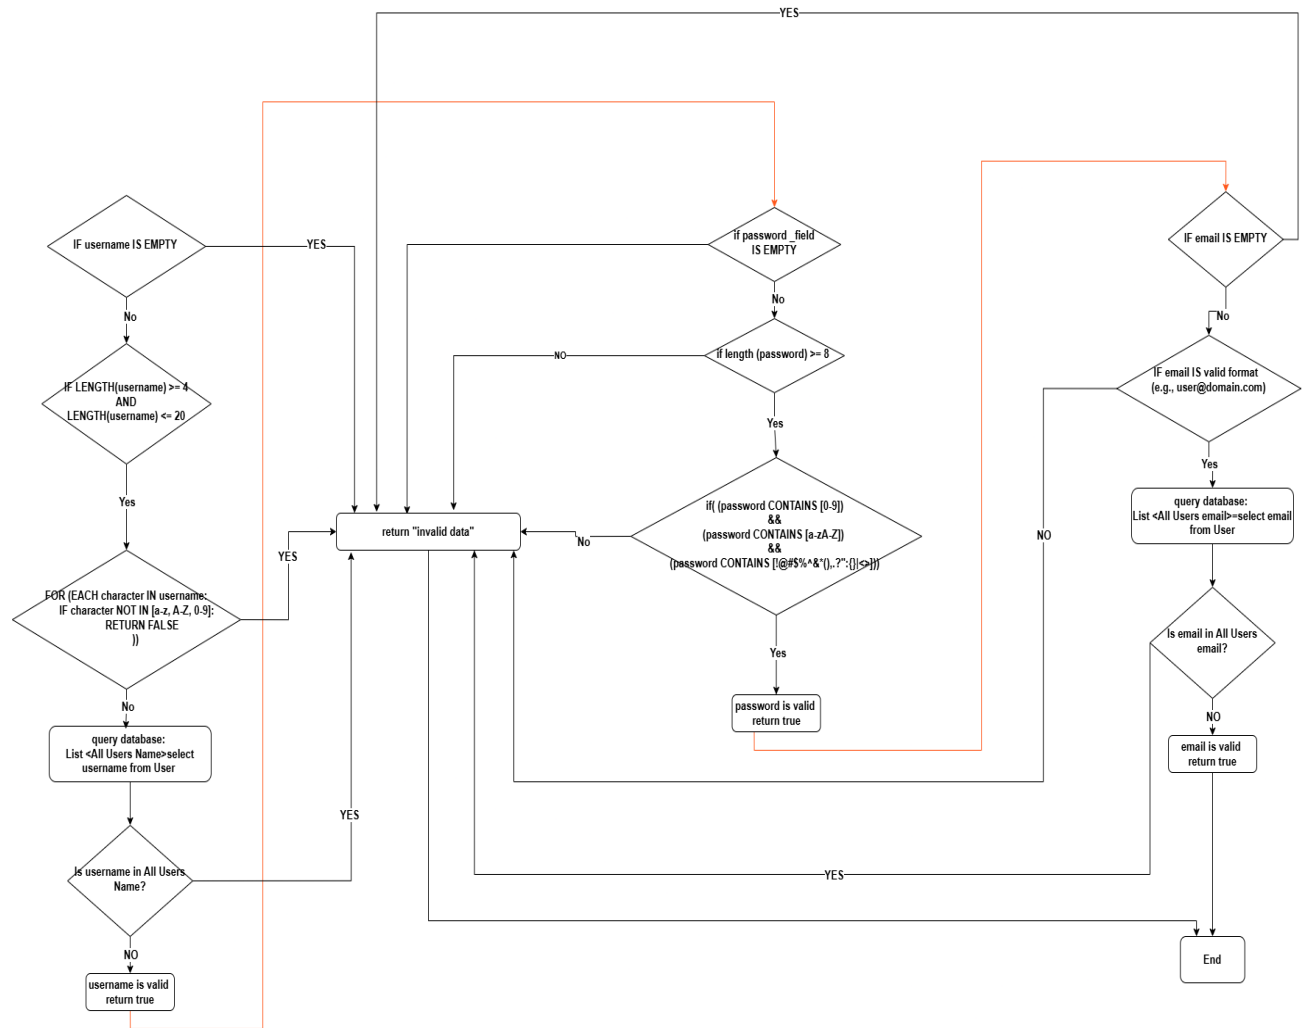 YES
IF username IS EMPTY
YES
No
IF LENGTH(username) >= 4
AND
LENGTH(username) <= 20
Yes
FOR (EACH character IN username:
IF character NOT IN [a-z, A-Z, 0-9]:
RETURN FALSE
))
YES
No
query database:
List <All Users Name>select
username from User
Is username in All Users
Name?
YES
NO
username is valid
return true
return "invalid data"
if password _field
IS EMPTY
No
if length (password) >= 8
NO
Yes
if( (password CONTAINS [0-9])
&&
(password CONTAINS [a-zA-Z])
&&
(password CONTAINS [!@#$%^&*(),.?":{}|<>]))
No
Yes
password is valid
return true
IF email IS EMPTY
No
IF email IS valid format
(e.g., user@domain.com)
NO
Yes
query database:
List <All Users email>=select email
from User
Is email in All Users
email?
YES
NO
email is valid
return true
End